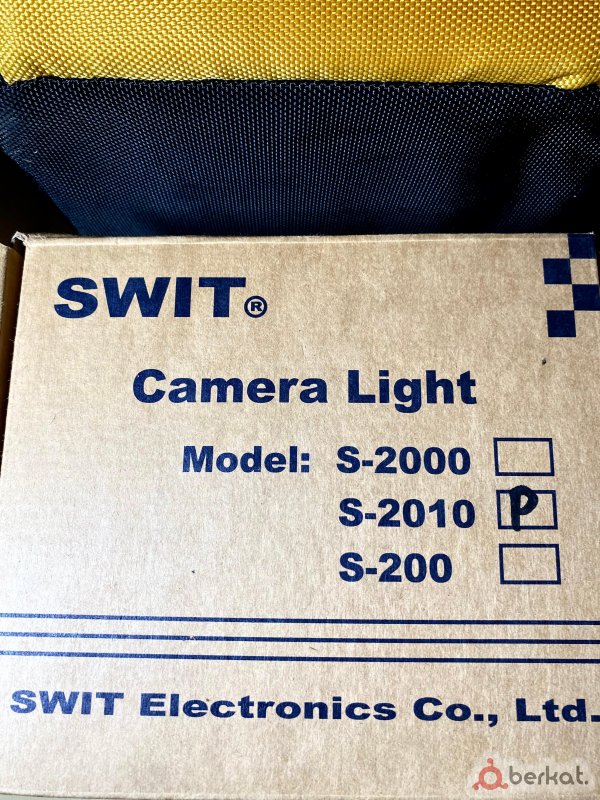 SWIT®
Camera Light
Model: S-2000
S-2010 P
S-200
SWIT Electronics Co., Ltd.
berkat.